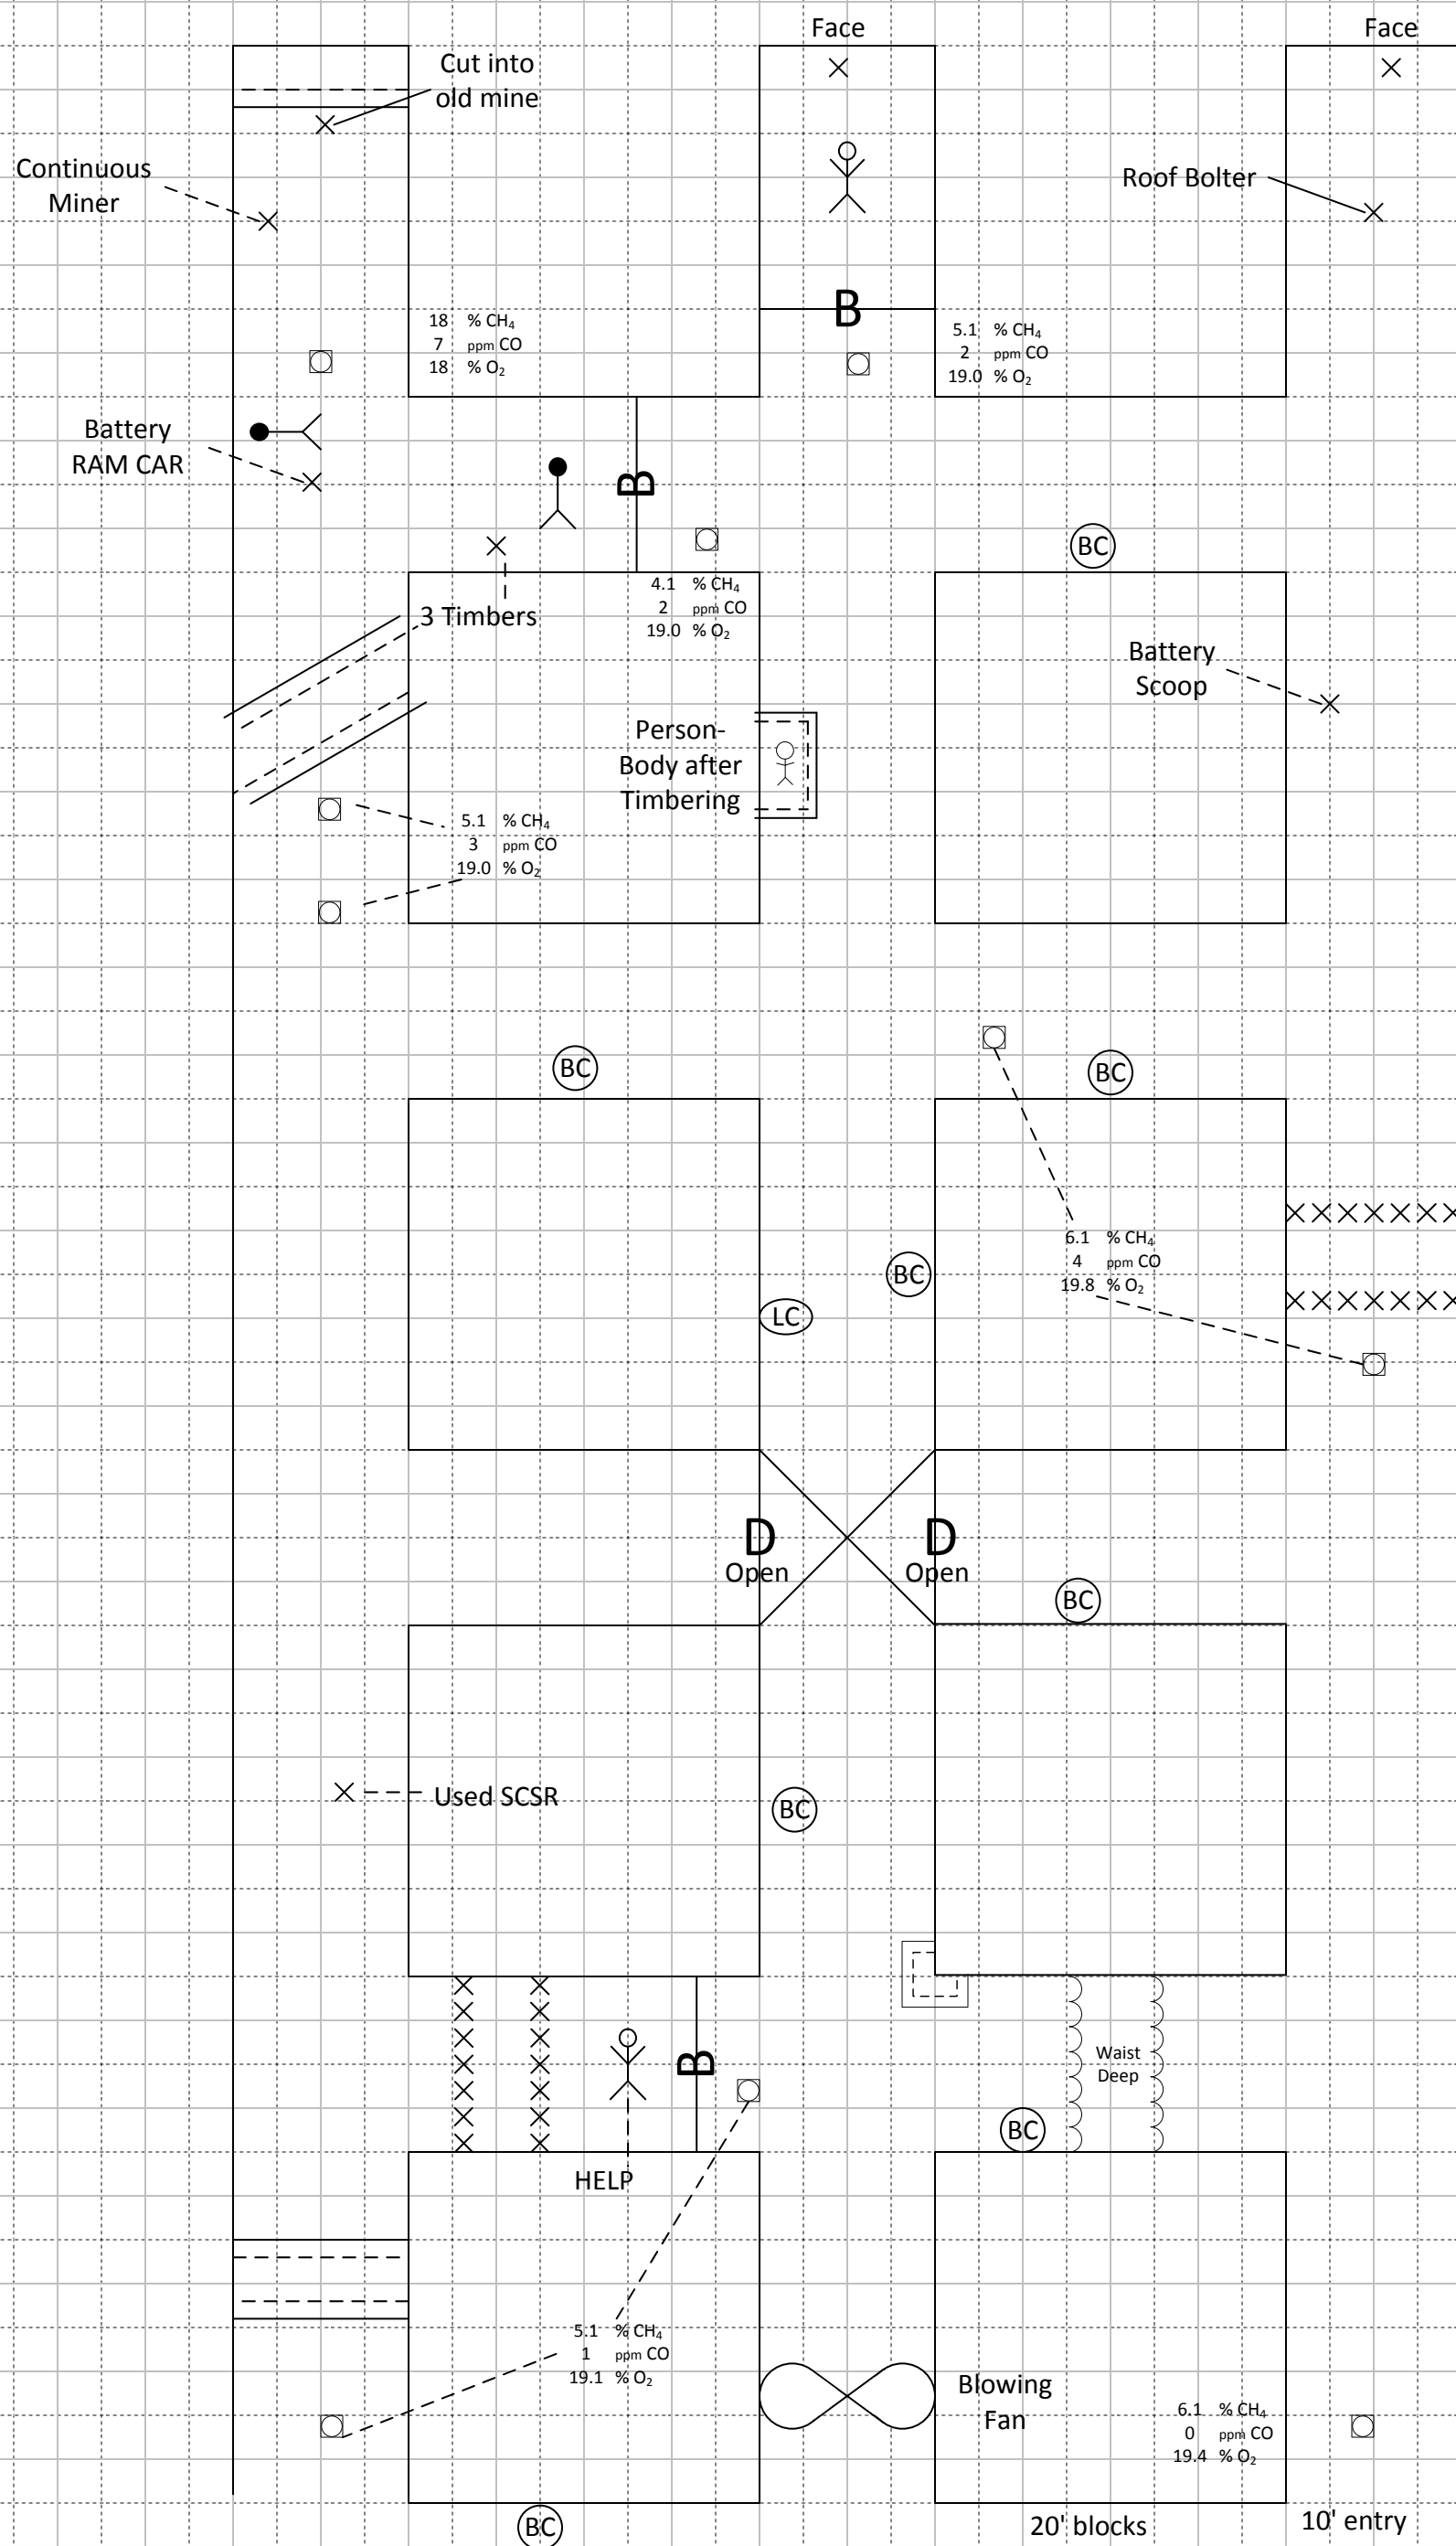 Face
Face
Cut into
old mine
Continuous
Miner
Roof Bolter
B
18 % CH₄
7 ppm CO
18 % O₂
5.1 % CH₄
2 ppm CO
19.0 % O₂
Battery
RAM CAR
B
BC
4.1 % CH₄
2 ppm CO
19.0 % O₂
3 Timbers
Battery
Scoop
Person-
Body after
Timbering
5.1 % CH₄
3 ppm CO
19.0 % O₂
BC
BC
6.1 % CH₄
4 ppm CO
19.8 % O₂
BC
LC
D
Open
D
Open
BC
Used SCSR
BC
B
Waist
Deep
BC
HELP
5.1 % CH₄
1 ppm CO
19.1 % O₂
Blowing
Fan
6.1 % CH₄
0 ppm CO
19.4 % O₂
BC
20' blocks
10' entry